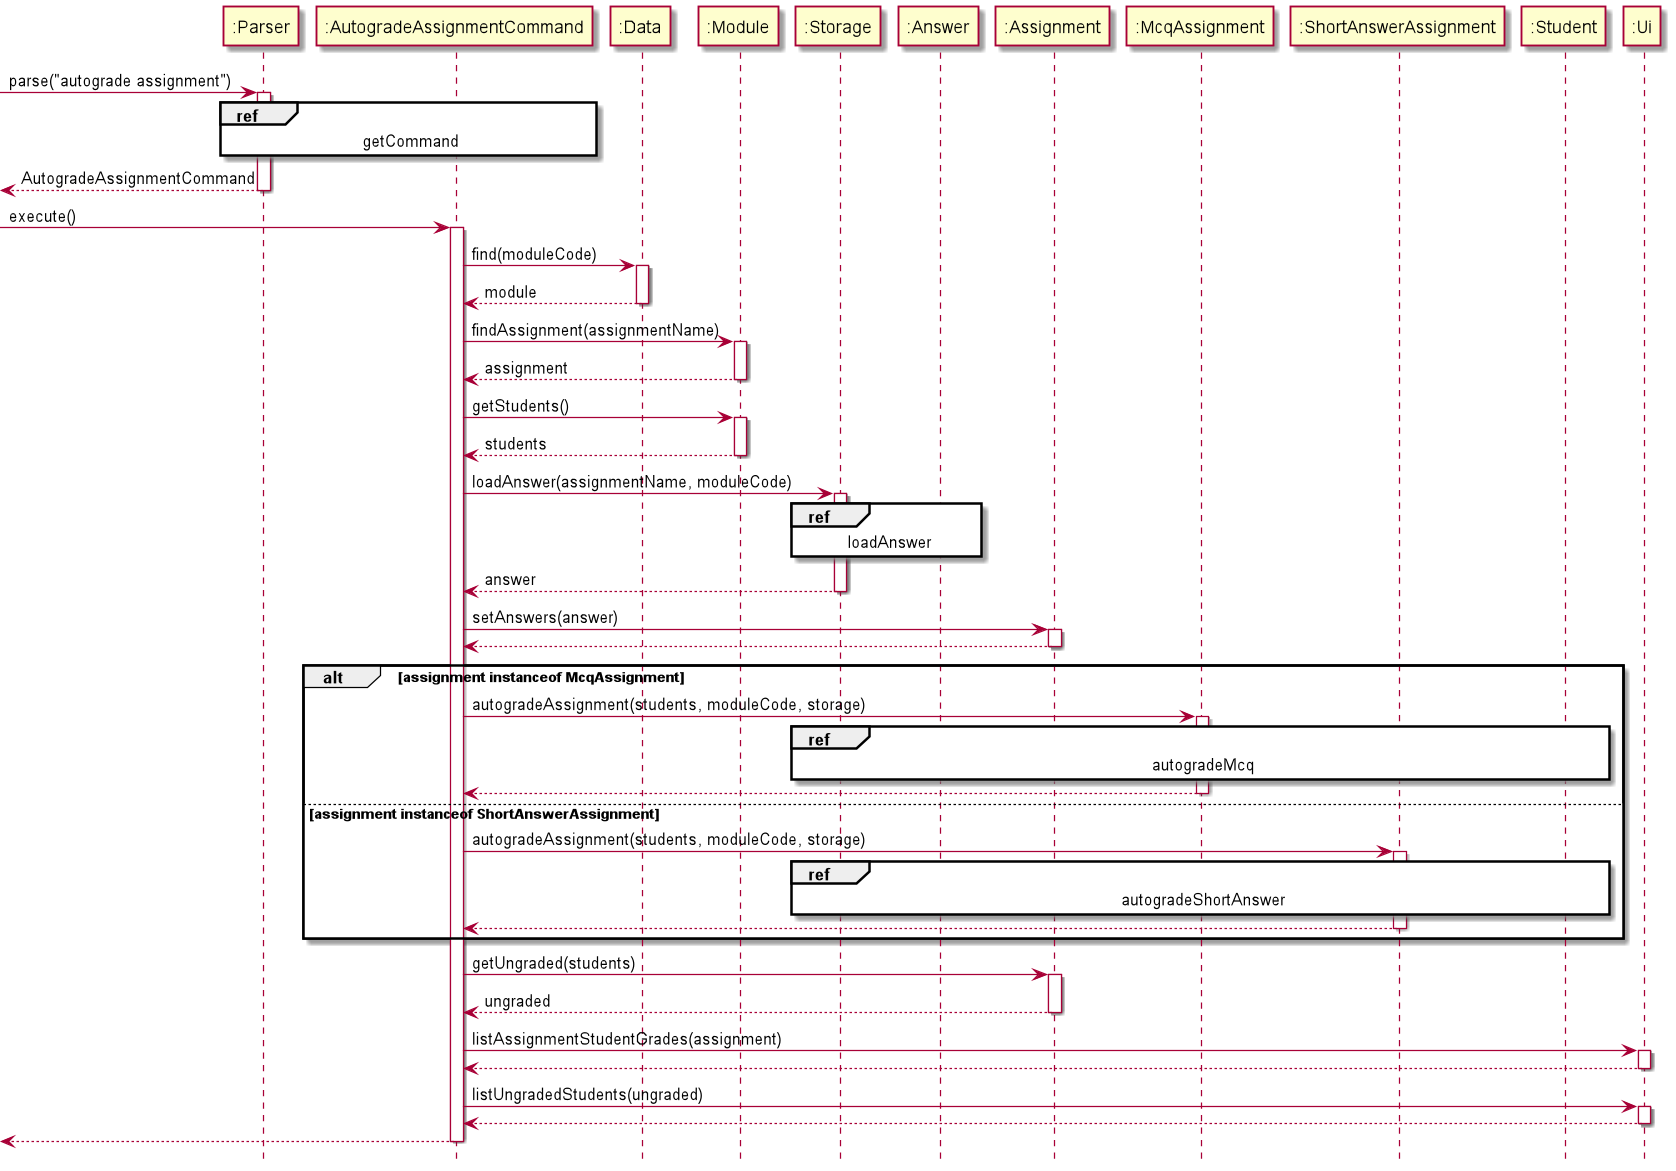 :Parser
:AutogradeAssignmentCommand
:Data
:Module
:Storage
:Answer
:Assignment
:McqAssignment
:ShortAnswerAssignment
:Student
:Ui
parse("autograde assignment")
ref
getCommand
AutogradeAssignmentCommand
execute()
find(moduleCode)
module
findAssignment(assignmentName)
assignment
getStudents()
students
loadAnswer(assignmentName, moduleCode)
ref
loadAnswer
answer
setAnswers(answer)
alt
[assignment instanceof McqAssignment]
autogradeAssignment(students, moduleCode, storage)
ref
autogradeMcq
[assignment instanceof ShortAnswerAssignment]
autogradeAssignment(students, moduleCode, storage)
ref
autogradeShortAnswer
getUngraded(students)
ungraded
listAssignmentStudentGrades(assignment)
listUngradedStudents(ungraded)